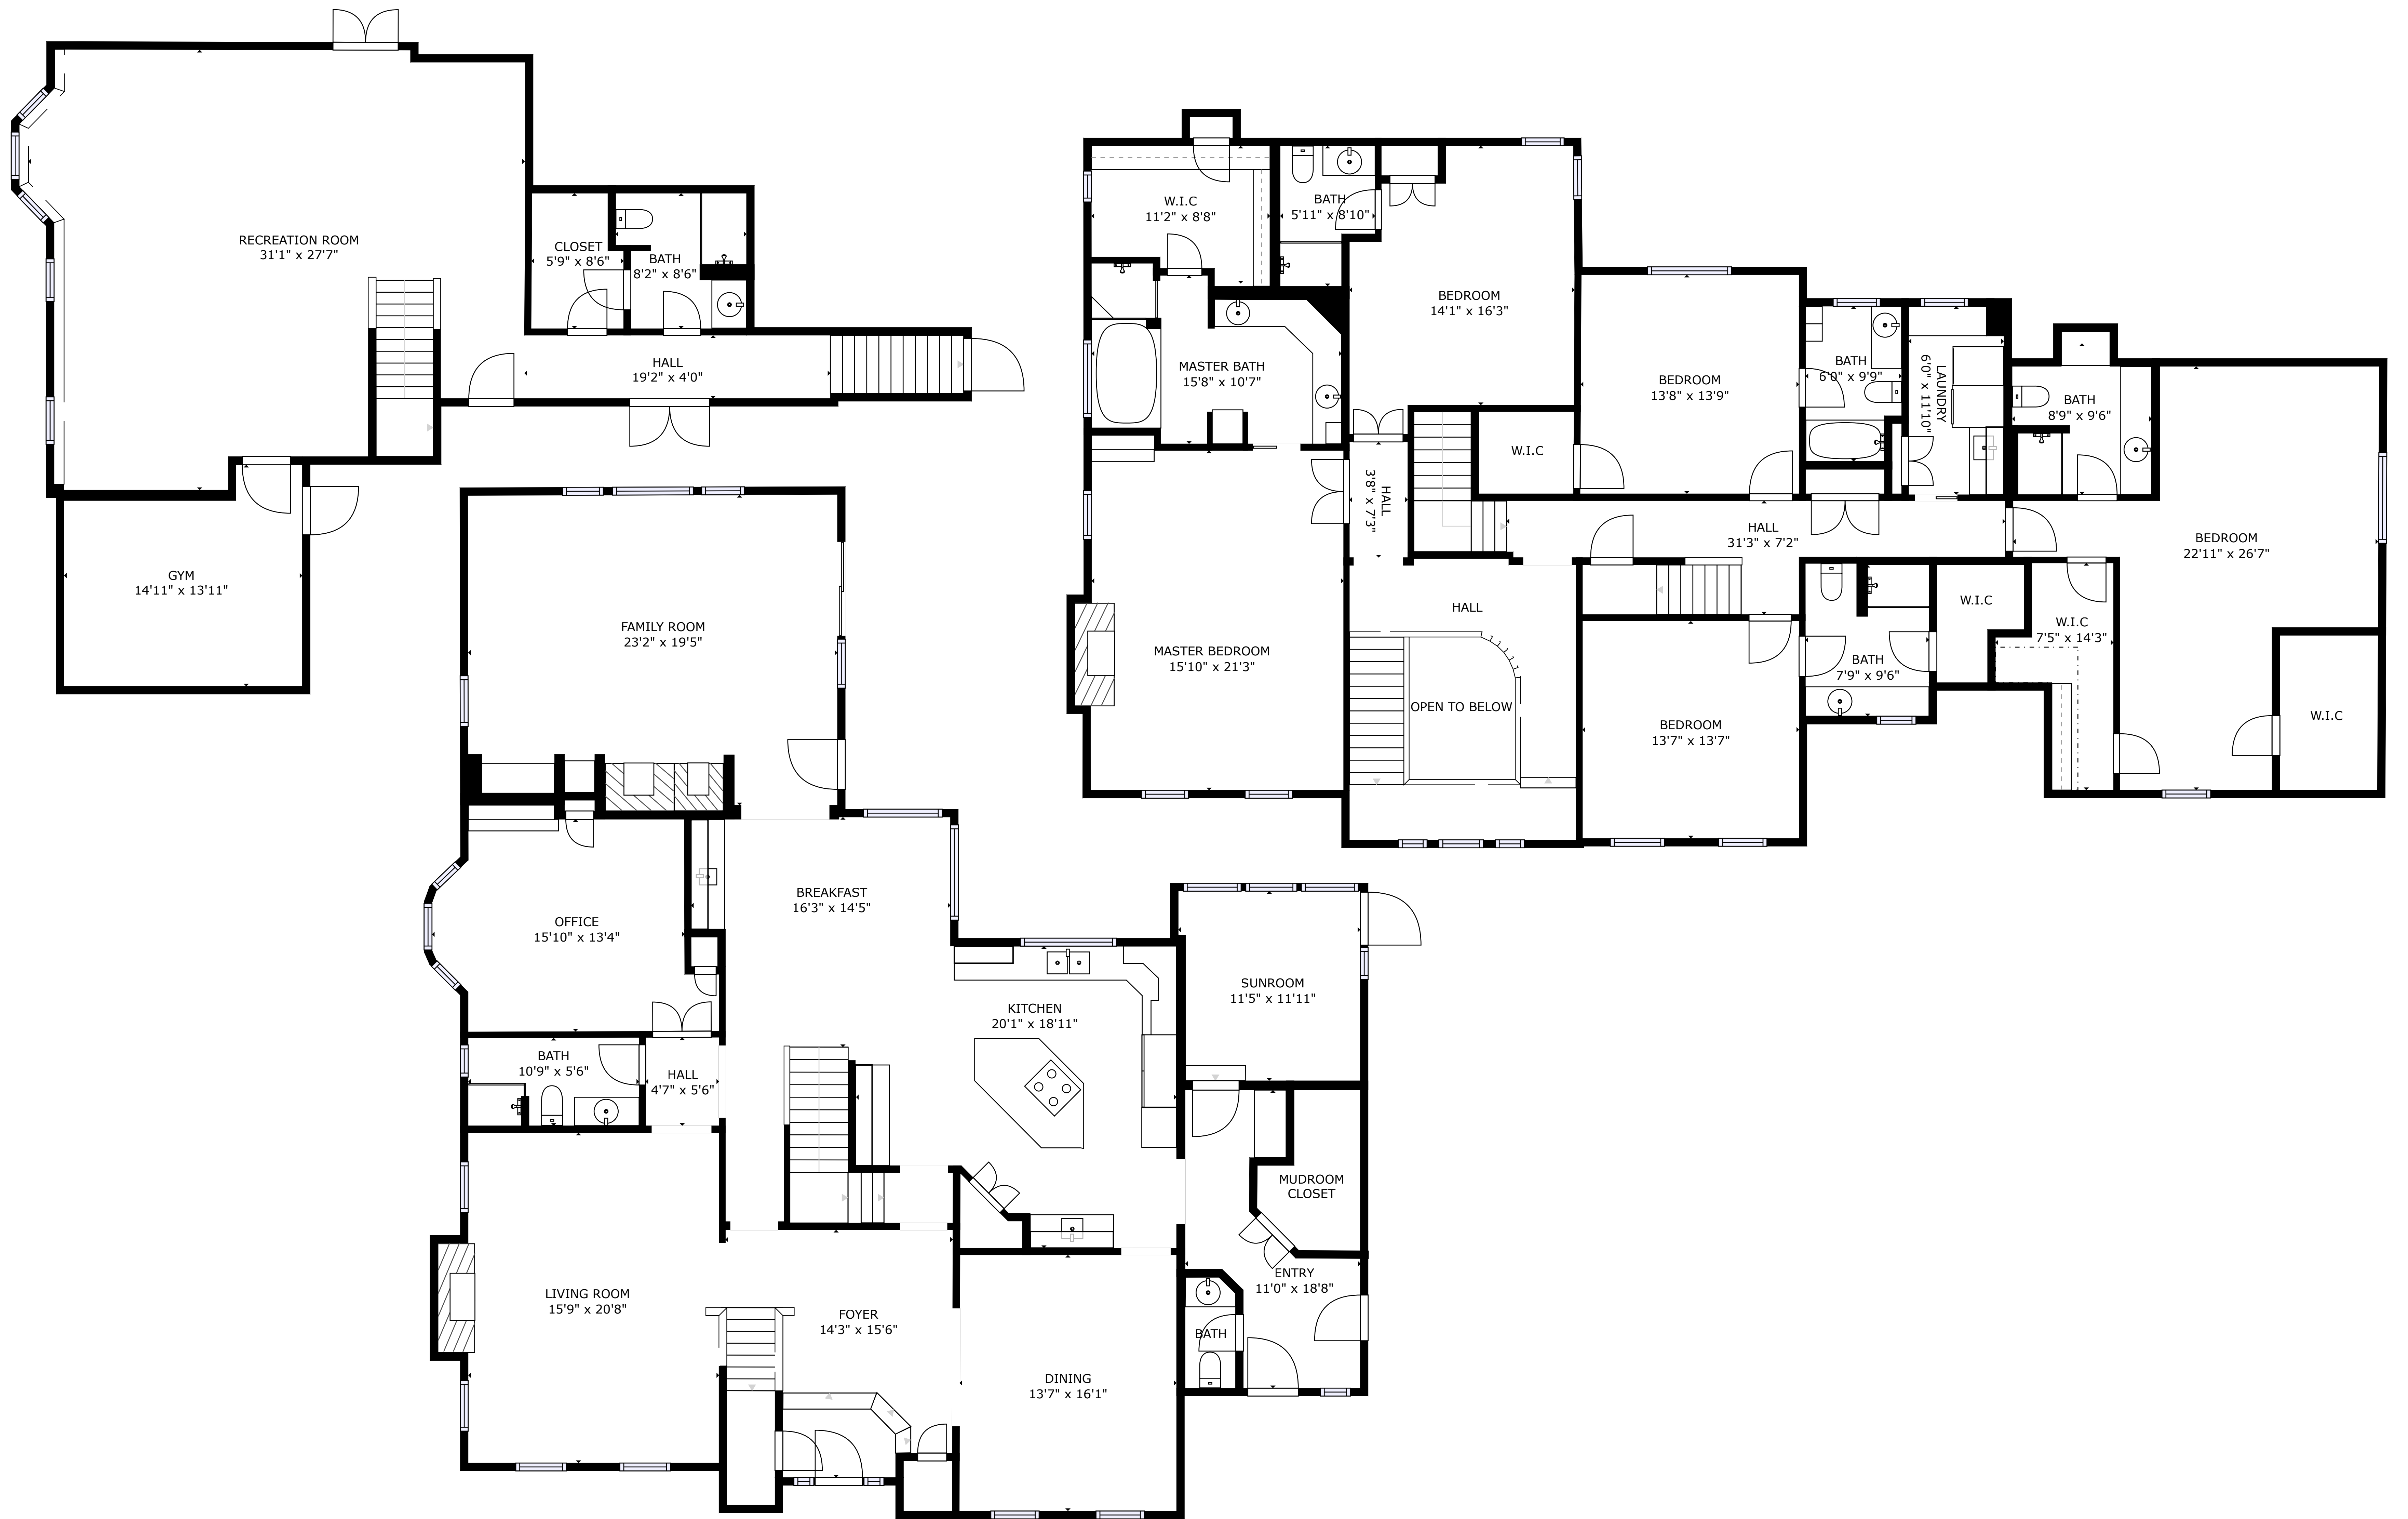 RECREATION ROOM
31'1" x 27'7"
CLOSET
5'9" x 8'6"
BATH
8'2" x 8'6"
HALL
19'2" x 4'0"
GYM
14'11" x 13'11"
W.I.C
11'2" x 8'8"
BATH
5'11" x 8'10"
BEDROOM
14'1" x 16'3"
MASTER BATH
15'8" x 10'7"
BEDROOM
13'8" x 13'9"
BATH
6'0" x 9'9"
LAUNDRY
6'0" x 11'10"
BATH
8'9" x 9'6"
W.I.C
HALL
3'8" x 7'3"
HALL
31'3" x 7'2"
BEDROOM
22'11" x 26'7"
HALL
W.I.C
W.I.C
7'5" x 14'3"
MASTER BEDROOM
15'10" x 21'3"
BATH
7'9" x 9'6"
OPEN TO BELOW
BEDROOM
13'7" x 13'7"
W.I.C
FAMILY ROOM
23'2" x 19'5"
BREAKFAST
16'3" x 14'5"
OFFICE
15'10" x 13'4"
SUNROOM
11'5" x 11'11"
KITCHEN
20'1" x 18'11"
BATH
10'9" x 5'6"
HALL
4'7" x 5'6"
MUDROOM
CLOSET
ENTRY
11'0" x 18'8"
LIVING ROOM
15'9" x 20'8"
FOYER
14'3" x 15'6"
BATH
DINING
13'7" x 16'1"